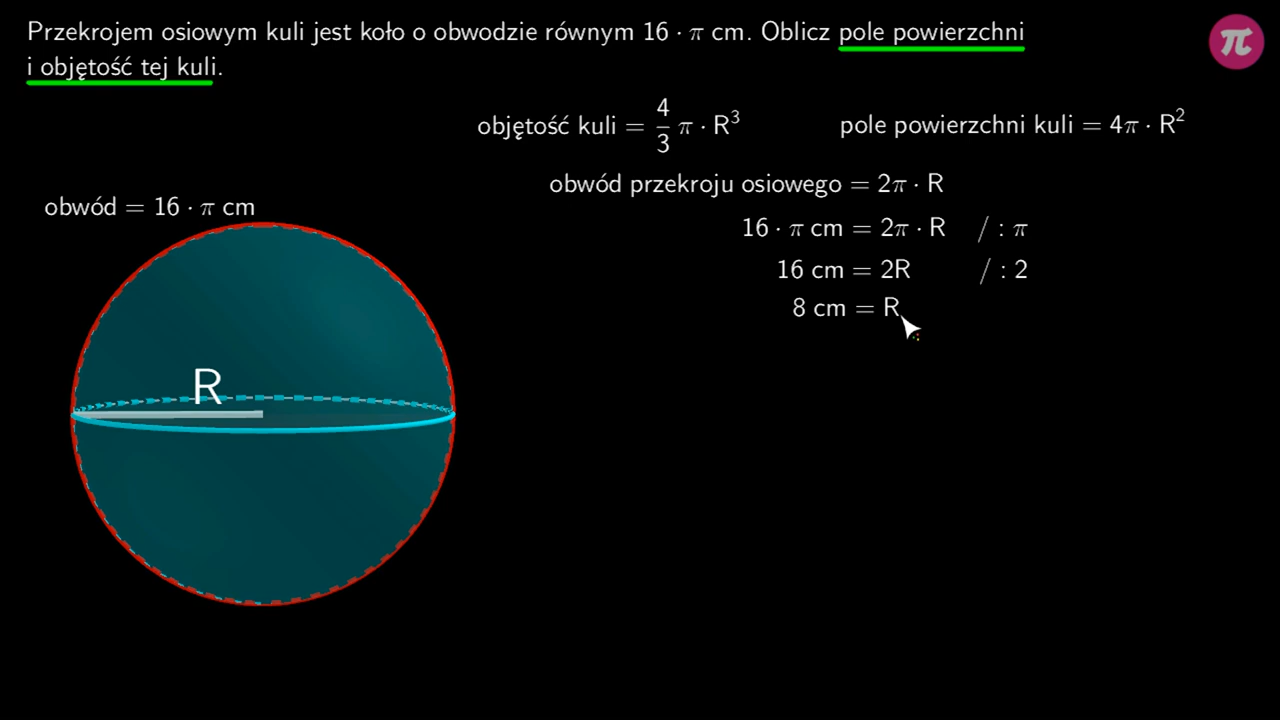 Przekrojem osiowym kuli jest koło o obwodzie równym 16 · π cm. Oblicz pole powierzchni
i objętość tej kuli.
π
objętość kuli = 4/3 π · R³
pole powierzchni kuli = 4π · R²
obwód przekroju osiowego = 2π · R
obwód = 16 · π cm
16 · π cm = 2π · R / : π
16 cm = 2R / : 2
8 cm = R
R